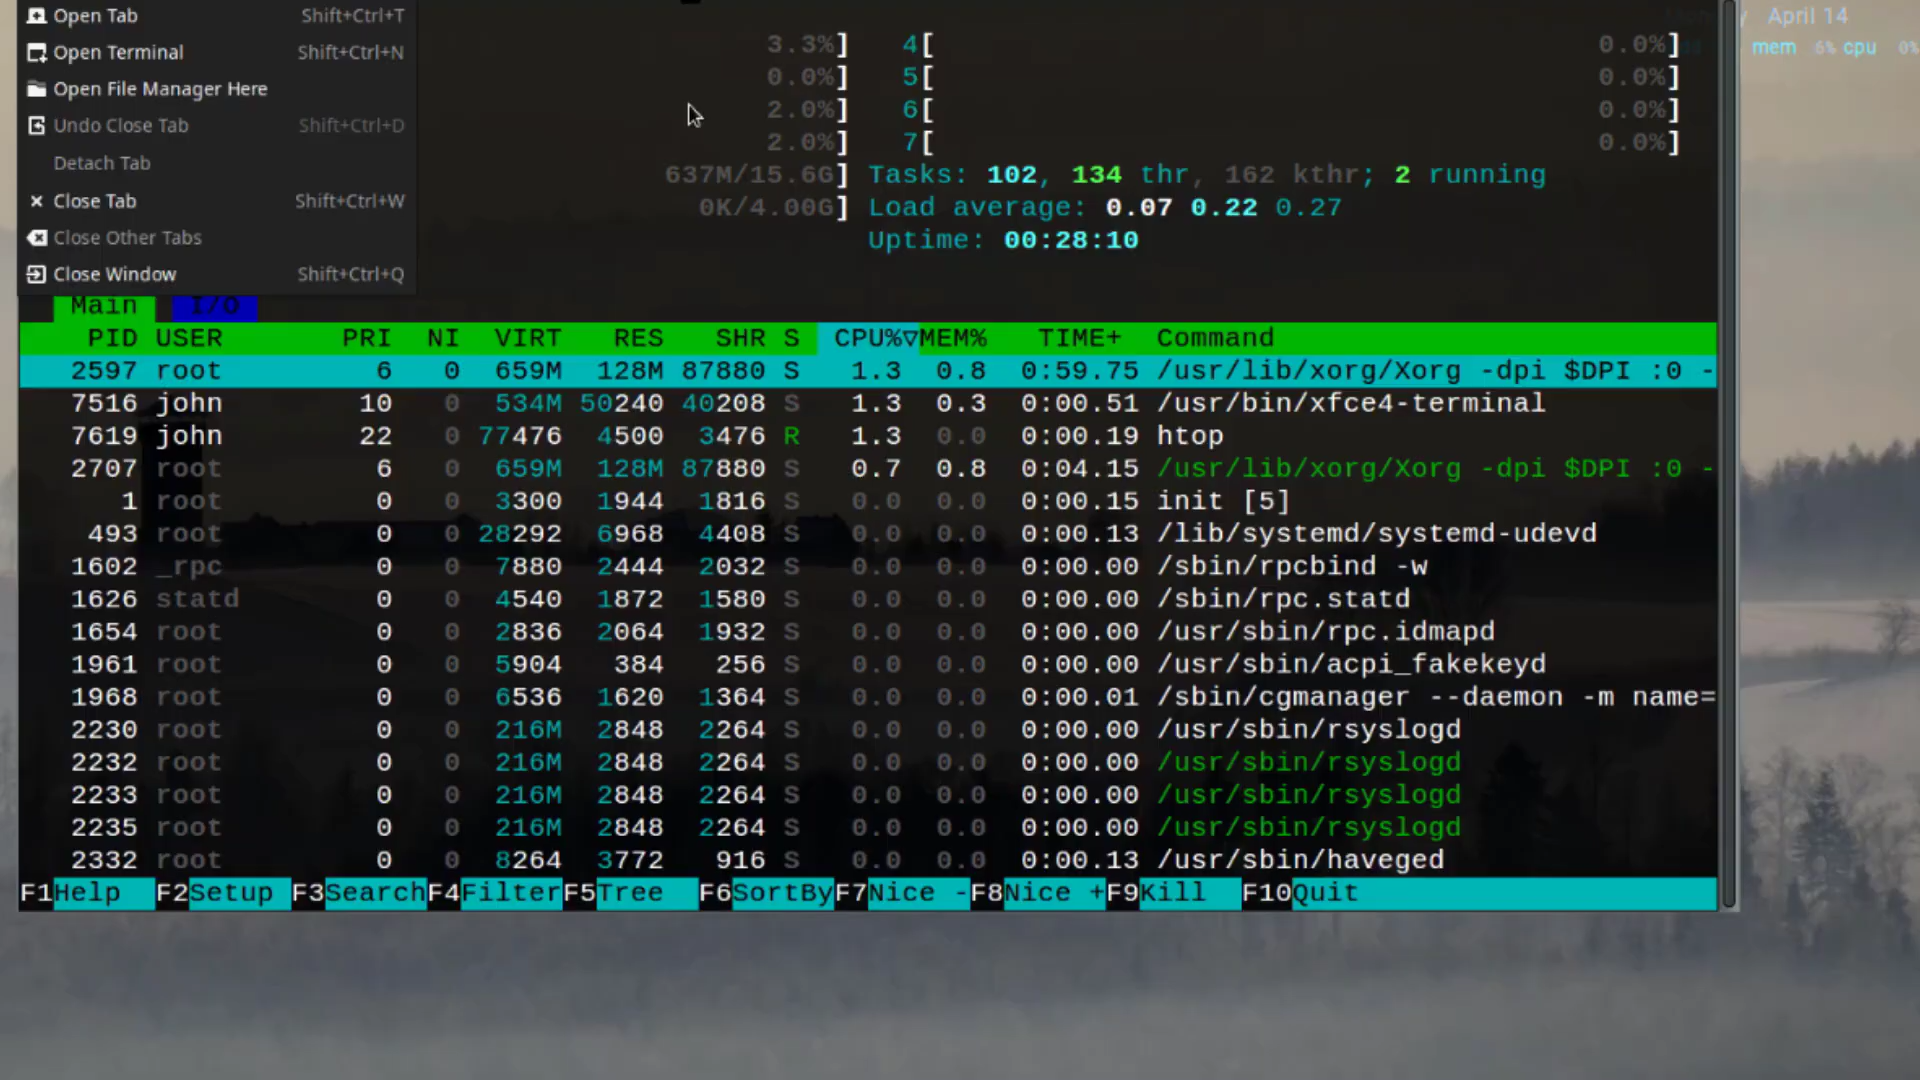 Open Tab Shift+Ctrl+T
Open Terminal Shift+Ctrl+N
Open File Manager Here
Undo Close Tab Shift+Ctrl+D
Detach Tab
Close Tab Shift+Ctrl+W
Close Other Tabs
Close Window Shift+Ctrl+Q
April 14
mem 6% cpu 0%
3.3%] 4[ 0.0%]
0.0%] 5[ 0.0%]
2.0%] 6[ 0.0%]
2.0%] 7[ 0.0%]
637M/15.6G] Tasks: 102, 134 thr, 162 kthr; 2 running
0K/4.00G] Load average: 0.07 0.22 0.27
Uptime: 00:28:10
Main I/O
PID USER PRI NI VIRT RES SHR S CPU%▽MEM% TIME+ Command
2597 root 6 0 659M 128M 87880 S 1.3 0.8 0:59.75 /usr/lib/xorg/Xorg -dpi $DPI :0 -
7516 john 10 0 534M 50240 40208 S 1.3 0.3 0:00.51 /usr/bin/xfce4-terminal
7619 john 22 0 77476 4500 3476 R 1.3 0.0 0:00.19 htop
2707 root 6 0 659M 128M 87880 S 0.7 0.8 0:04.15 /usr/lib/xorg/Xorg -dpi $DPI :0 -
1 root 0 0 3300 1944 1816 S 0.0 0.0 0:00.15 init [5]
493 root 0 0 28292 6968 4408 S 0.0 0.0 0:00.13 /lib/systemd/systemd-udevd
1602 _rpc 0 0 7880 2444 2032 S 0.0 0.0 0:00.00 /sbin/rpcbind -w
1626 statd 0 0 4540 1872 1580 S 0.0 0.0 0:00.00 /sbin/rpc.statd
1654 root 0 0 2836 2064 1932 S 0.0 0.0 0:00.00 /usr/sbin/rpc.idmapd
1961 root 0 0 5904 384 256 S 0.0 0.0 0:00.00 /usr/sbin/acpi_fakekeyd
1968 root 0 0 6536 1620 1364 S 0.0 0.0 0:00.01 /sbin/cgmanager --daemon -m name=
2230 root 0 0 216M 2848 2264 S 0.0 0.0 0:00.00 /usr/sbin/rsyslogd
2232 root 0 0 216M 2848 2264 S 0.0 0.0 0:00.00 /usr/sbin/rsyslogd
2233 root 0 0 216M 2848 2264 S 0.0 0.0 0:00.00 /usr/sbin/rsyslogd
2235 root 0 0 216M 2848 2264 S 0.0 0.0 0:00.00 /usr/sbin/rsyslogd
2332 root 0 0 8264 3772 916 S 0.0 0.0 0:00.13 /usr/sbin/haveged
F1Help F2Setup F3SearchF4FilterF5Tree F6SortByF7Nice -F8Nice +F9Kill F10Quit